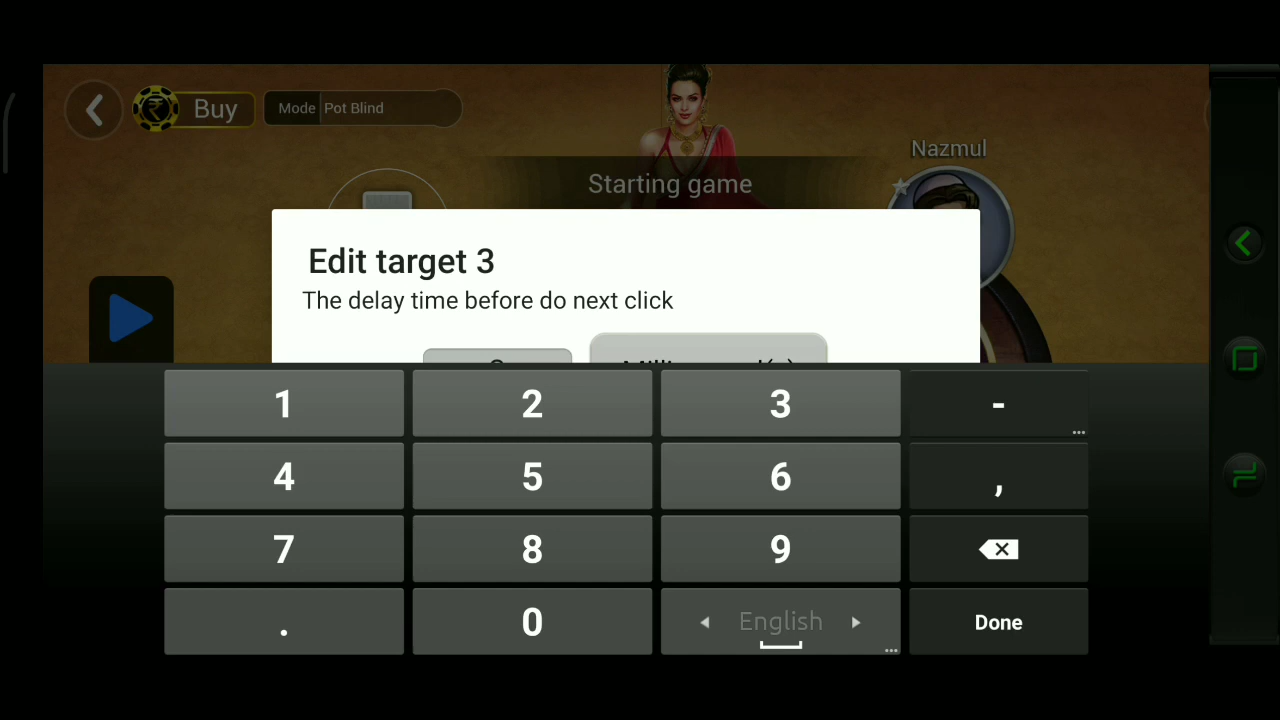 Buy
Mode Pot Blind
Nazmul
Starting game
Edit target 3
The delay time before do next click
1 2 3 -
4 5 6 ,
7 8 9
. 0 English Done